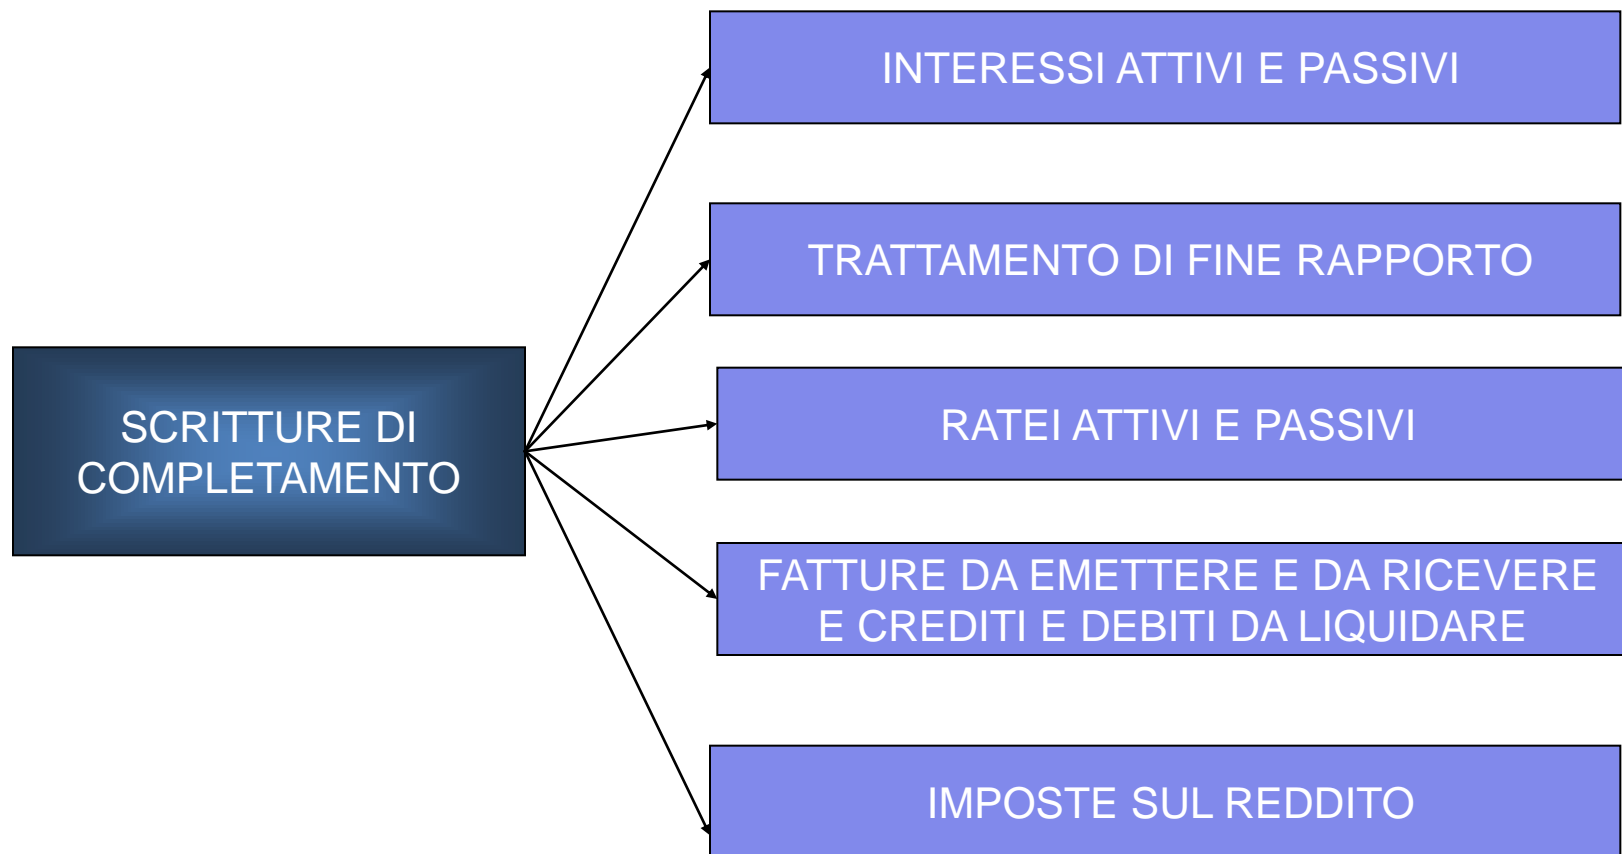 INTERESSI ATTIVI E PASSIVI
TRATTAMENTO DI FINE RAPPORTO
SCRITTURE DI
COMPLETAMENTO
RATEI ATTIVI E PASSIVI
FATTURE DA EMETTERE E DA RICEVERE
E CREDITI E DEBITI DA LIQUIDARE
IMPOSTE SUL REDDITO